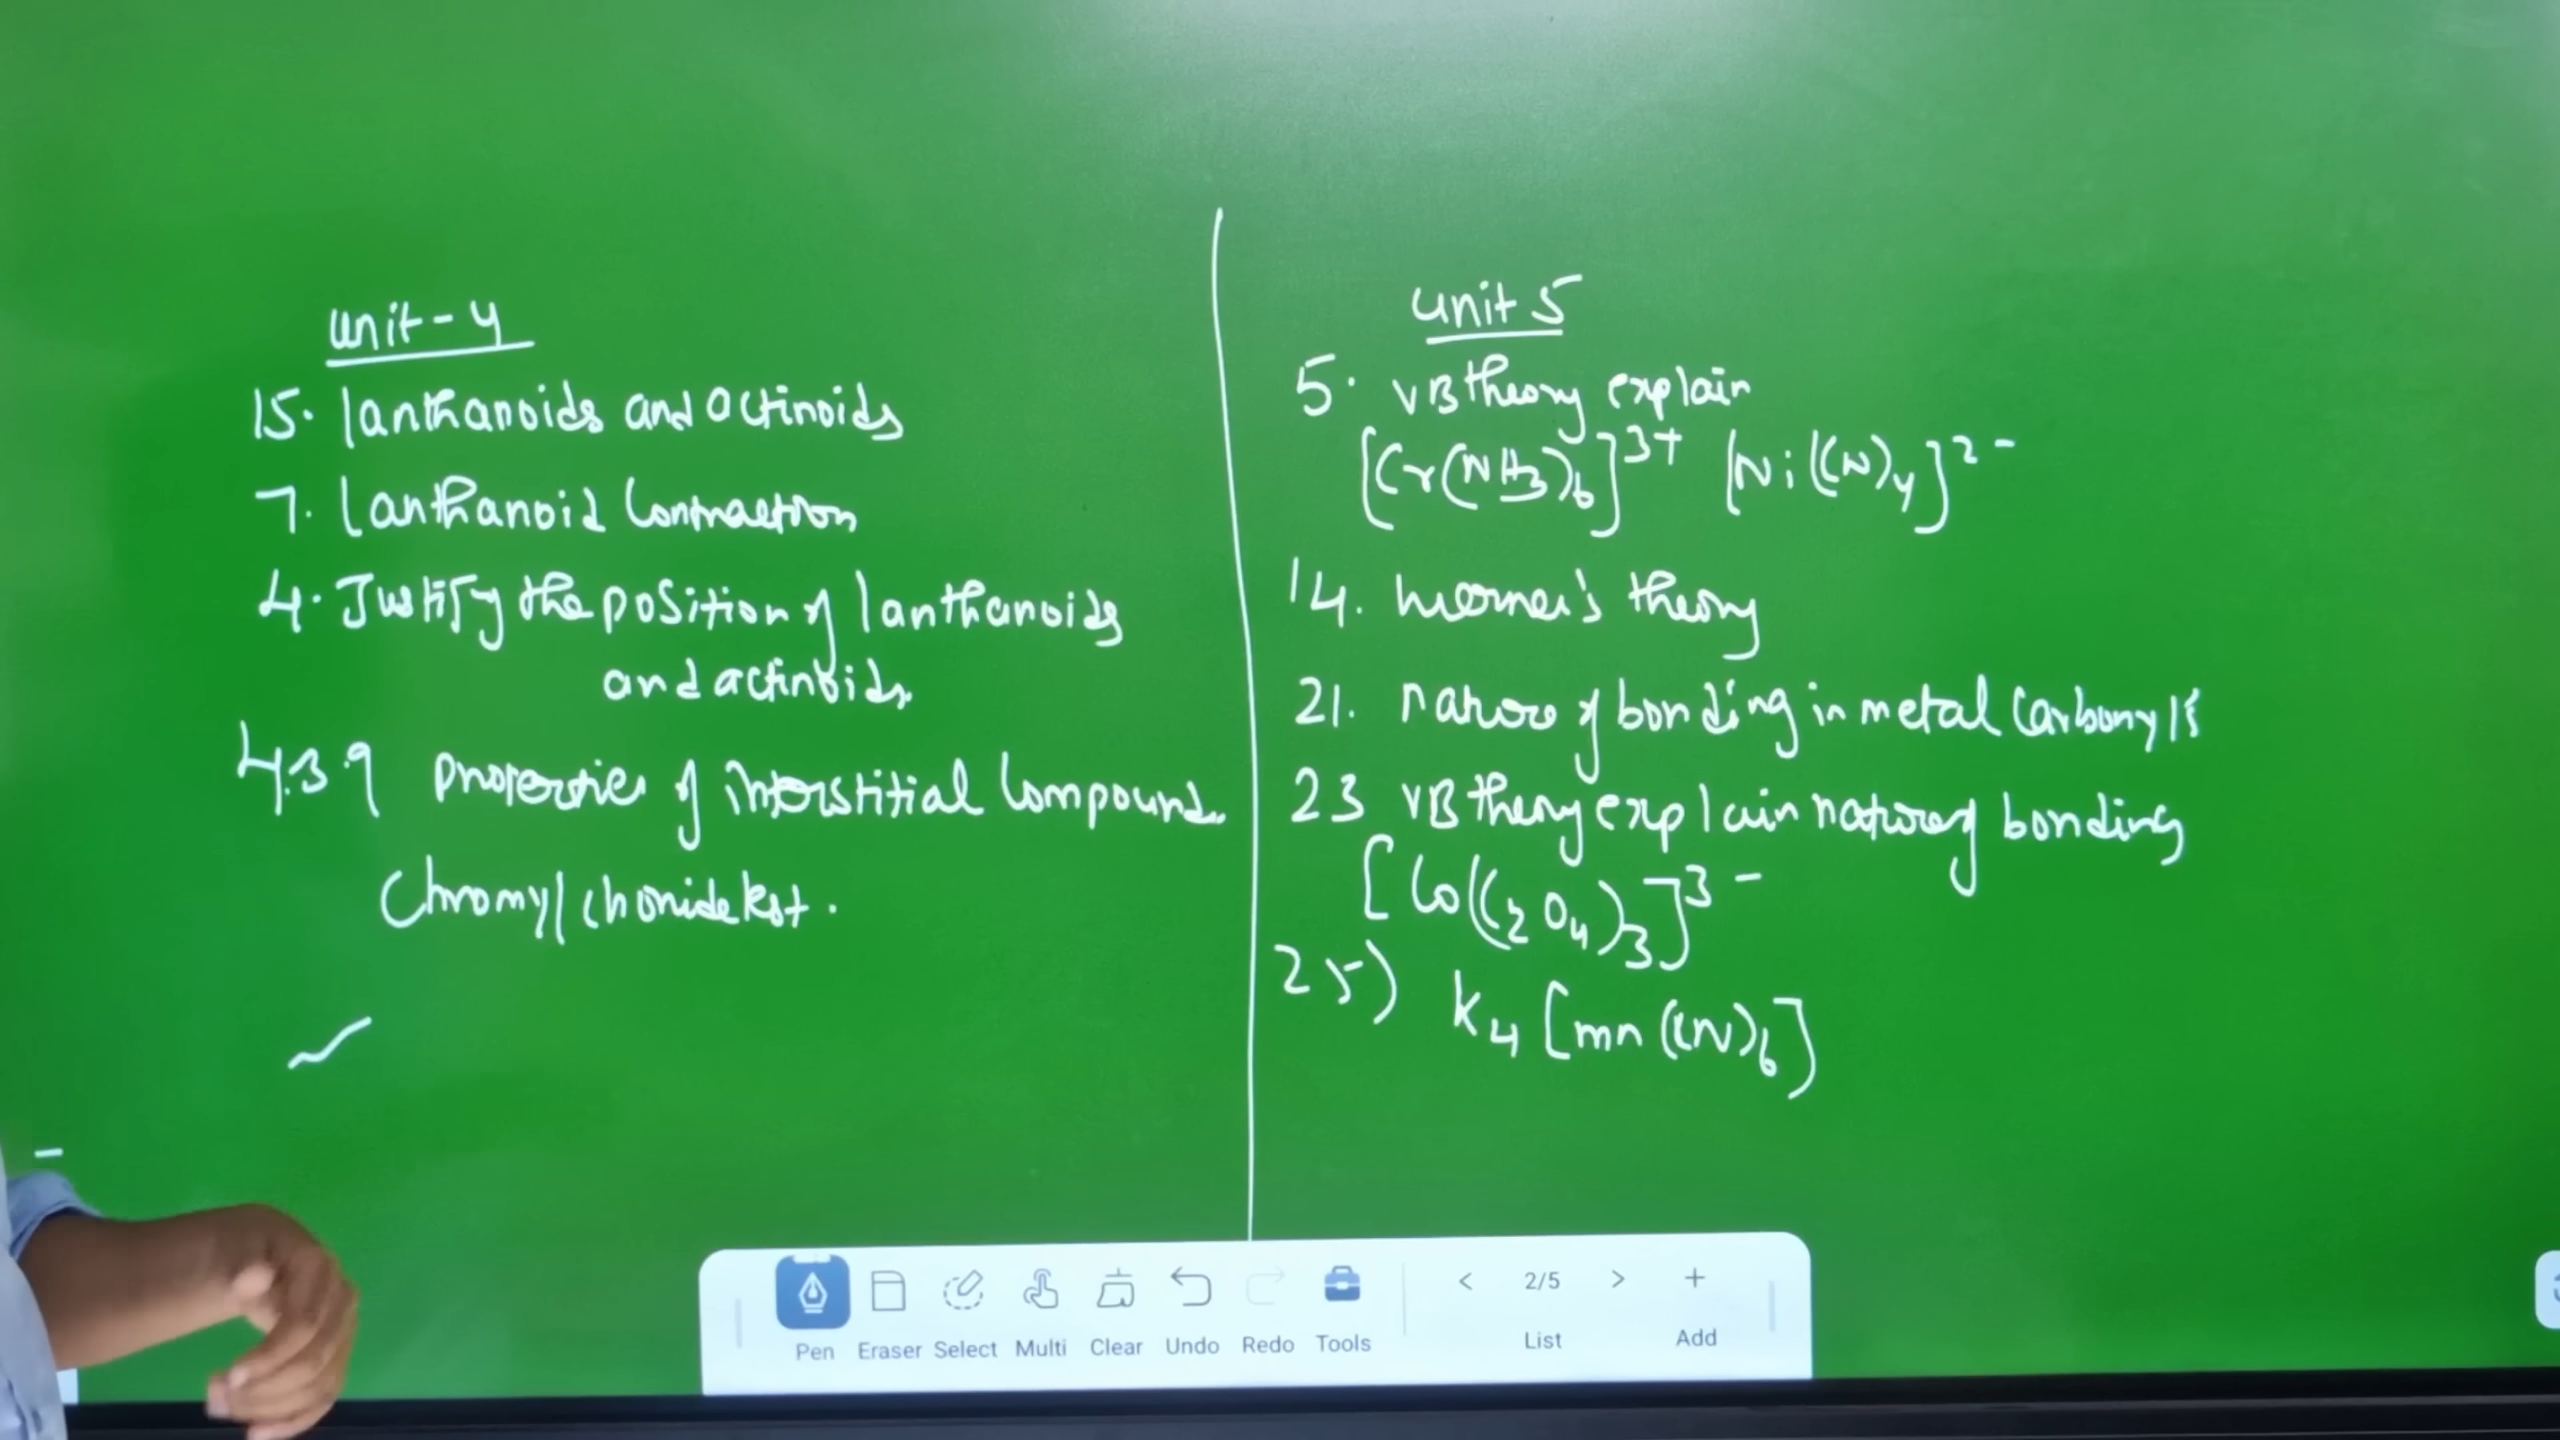 unit-4
15. lanthanoids and Actinoids
7. lanthanoid Contraction
4. Justify the position of lanthanoids
and actinoids.
4.3.9 Properties of interstitial Compounds
Chromyl
unit 5
5. VB theory explain
[Cr(NH3)6]3+ [Ni(CN)4]2-
14. werner's theory
21. nature of bonding in metal Carbonyls
23 VB theory explain nature of bonding
[Co(C2O4)3]3-
25) K4[mn(CN)6]
Pen Eraser Select Multi Clear Undo Redo Tools < 2/5 > +
List Add